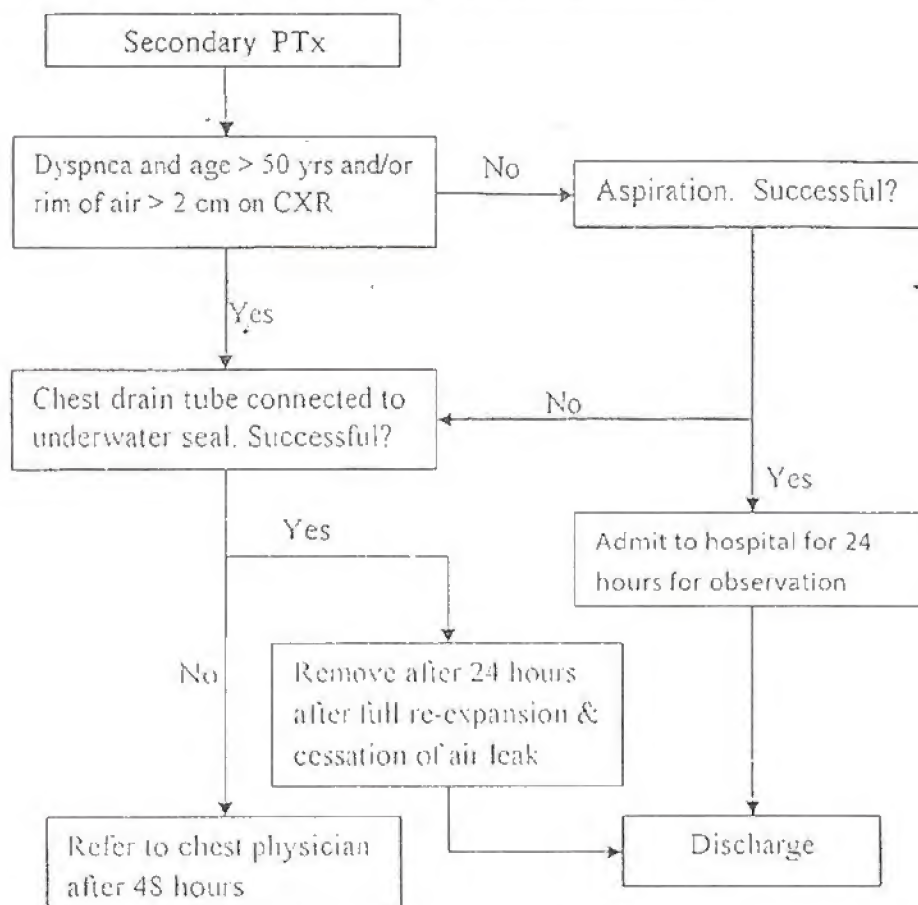 Secondary PTx
Dyspnea and age > 50 yrs and/or
rim of air > 2 cm on CXR
No
Aspiration. Successful?
Yes
Chest drain tube connected to
underwater seal. Successful?
No
Yes
Yes
Admit to hospital for 24
hours for observation
No
Remove after 24 hours
after full re-expansion &
cessation of air leak
Refer to chest physician
after 48 hours
Discharge